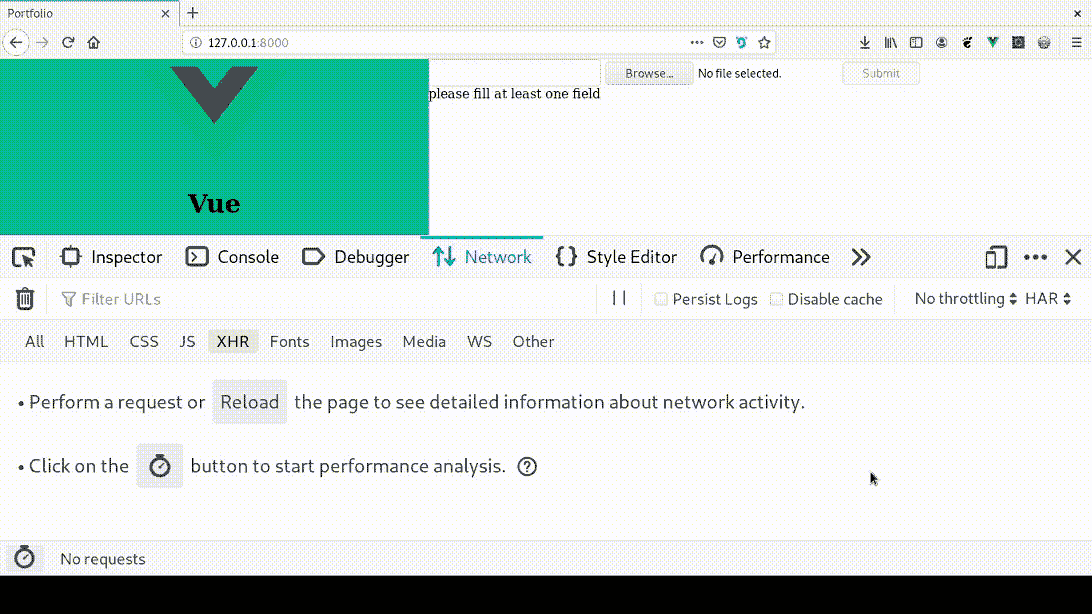 Portfolio
127.0.0.1:8000
Browse... No file selected. Submit
please fill at least one field
Vue
Inspector Console Debugger Network Style Editor Performance
Filter URLs Persist Logs Disable cache No throttling HAR
All HTML CSS JS XHR Fonts Images Media WS Other
• Perform a request or Reload the page to see detailed information about network activity.
• Click on the button to start performance analysis.
No requests